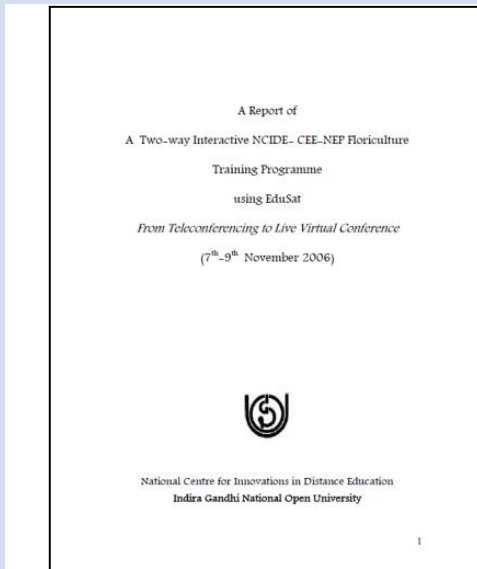 A Report of
A Two-way Interactive NCIDE- CEE-NEP Floriculture
Training Programme
using EduSat
From Teleconferencing to Live Virtual Conference
(7th-9th November 2006)
National Centre for Innovations in Distance Education
Indira Gandhi National Open University
1